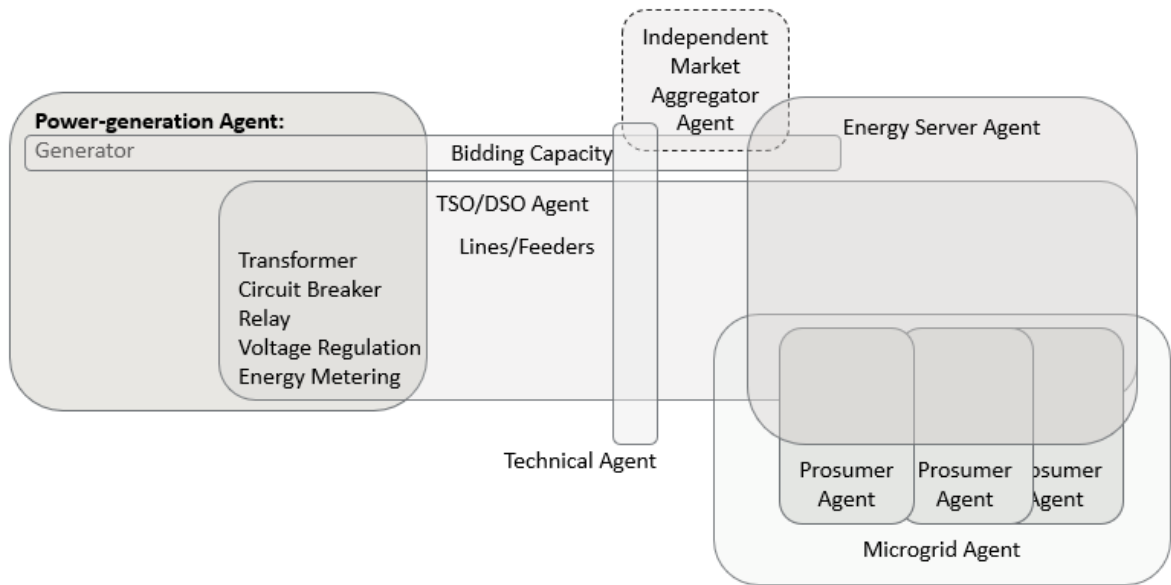 Independent
Market
Aggregator
Agent
Power-generation Agent:
Energy Server Agent
Generator
Bidding Capacity
TSO/DSO Agent
Lines/Feeders
Transformer
Circuit Breaker
Relay
Voltage Regulation
Energy Metering
Technical Agent
Prosumer
Agent
Prosumer
Agent
osumer
Agent
Microgrid Agent